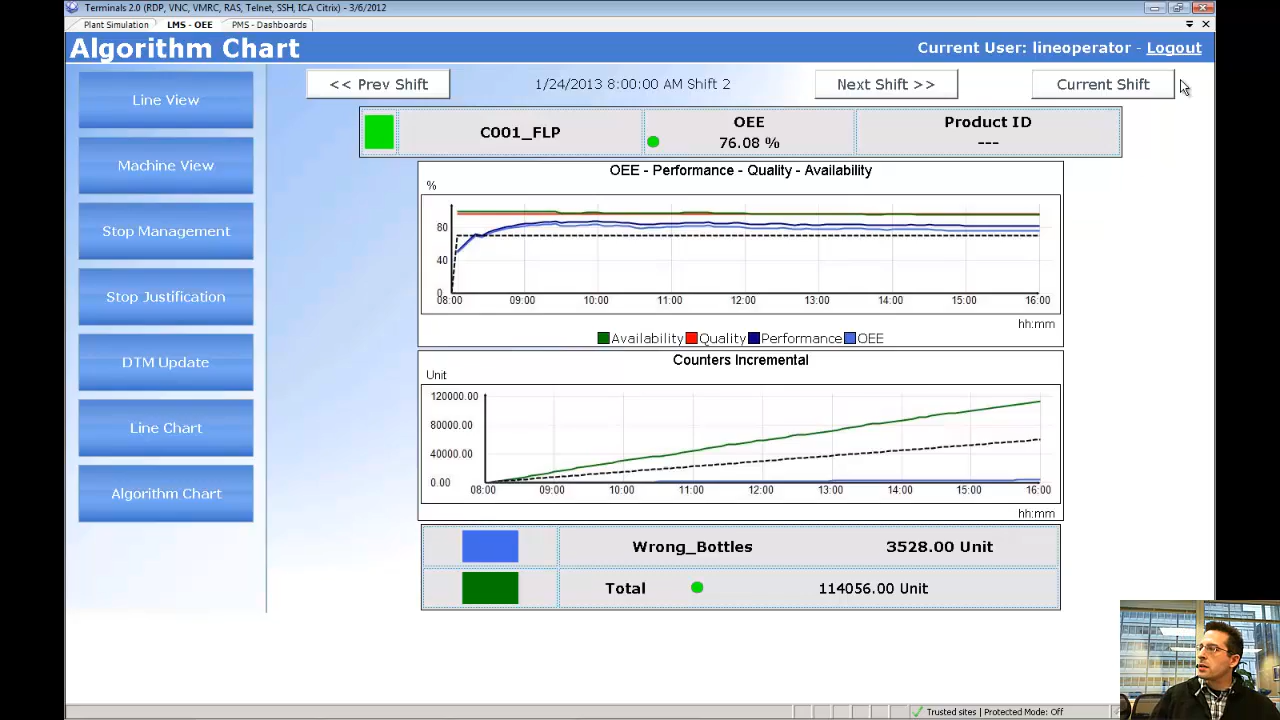 Terminals 2.0 (RDP, VNC, VMRC, RAS, Telnet, SSH, ICA Citrix) - 3/6/2012
Plant Simulation LMS - OEE PMS - Dashboards
Algorithm Chart
Current User: lineoperator - Logout
Line View
Machine View
Stop Management
Stop Justification
DTM Update
Line Chart
Algorithm Chart
<< Prev Shift
1/24/2013 8:00:00 AM Shift 2
Next Shift >>
Current Shift
C001_FLP
OEE
76.08 %
Product ID
---
OEE - Performance - Quality - Availability
%
80
40
0
08:00 09:00 10:00 11:00 12:00 13:00 14:00 15:00 16:00
hh:mm
Availability Quality Performance OEE
Counters Incremental
Unit
120000.00
80000.00
40000.00
0.00
08:00 09:00 10:00 11:00 12:00 13:00 14:00 15:00 16:00
hh:mm
Wrong_Bottles 3528.00 Unit
Total 114056.00 Unit
Trusted sites | Protected Mode: Off